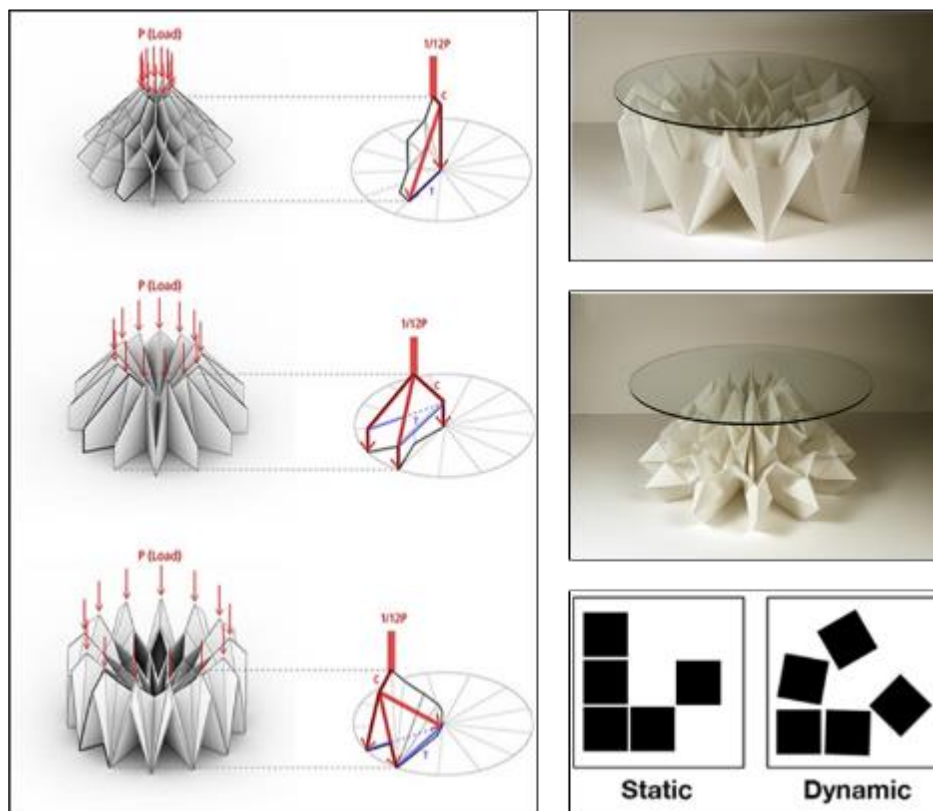 P (Load)
1/12P
C
T
P (Load)
1/12P
C
T
P (Load)
1/12P
C
T
Static
Dynamic